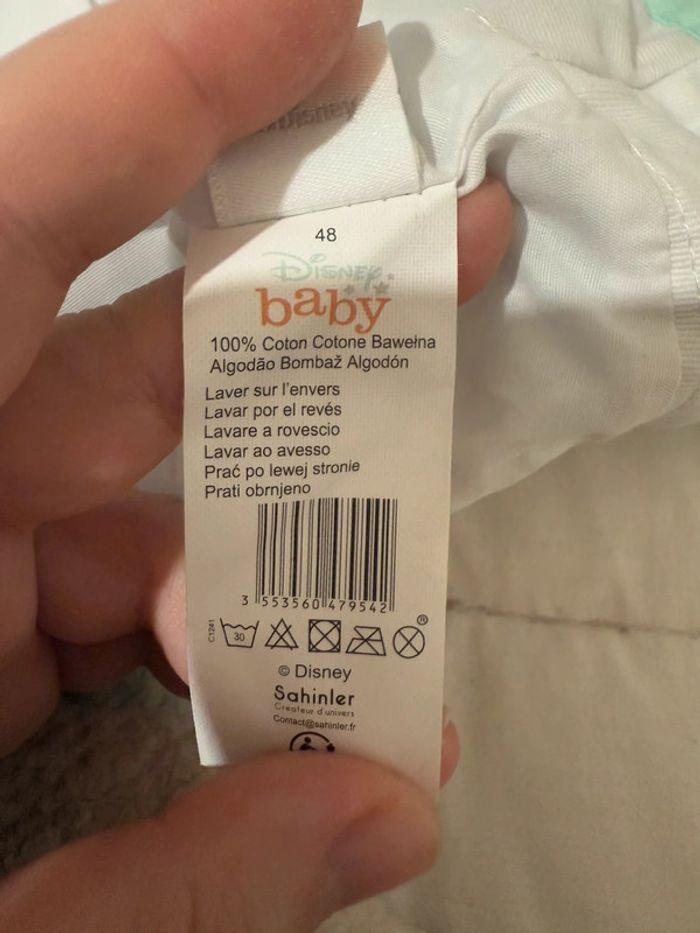 48
Disney
baby
100% Coton Cotone Bawełna
Algodão Bombaž Algodón
Laver sur l'envers
Lavar por el revés
Lavare a rovescio
Lavar ao avesso
Prać po lewej stronie
Prati obrnjeno
3 553560 479542
C1241
30
®
© Disney
Sahinler
Créateur d'univers
Contact@sahinler.fr